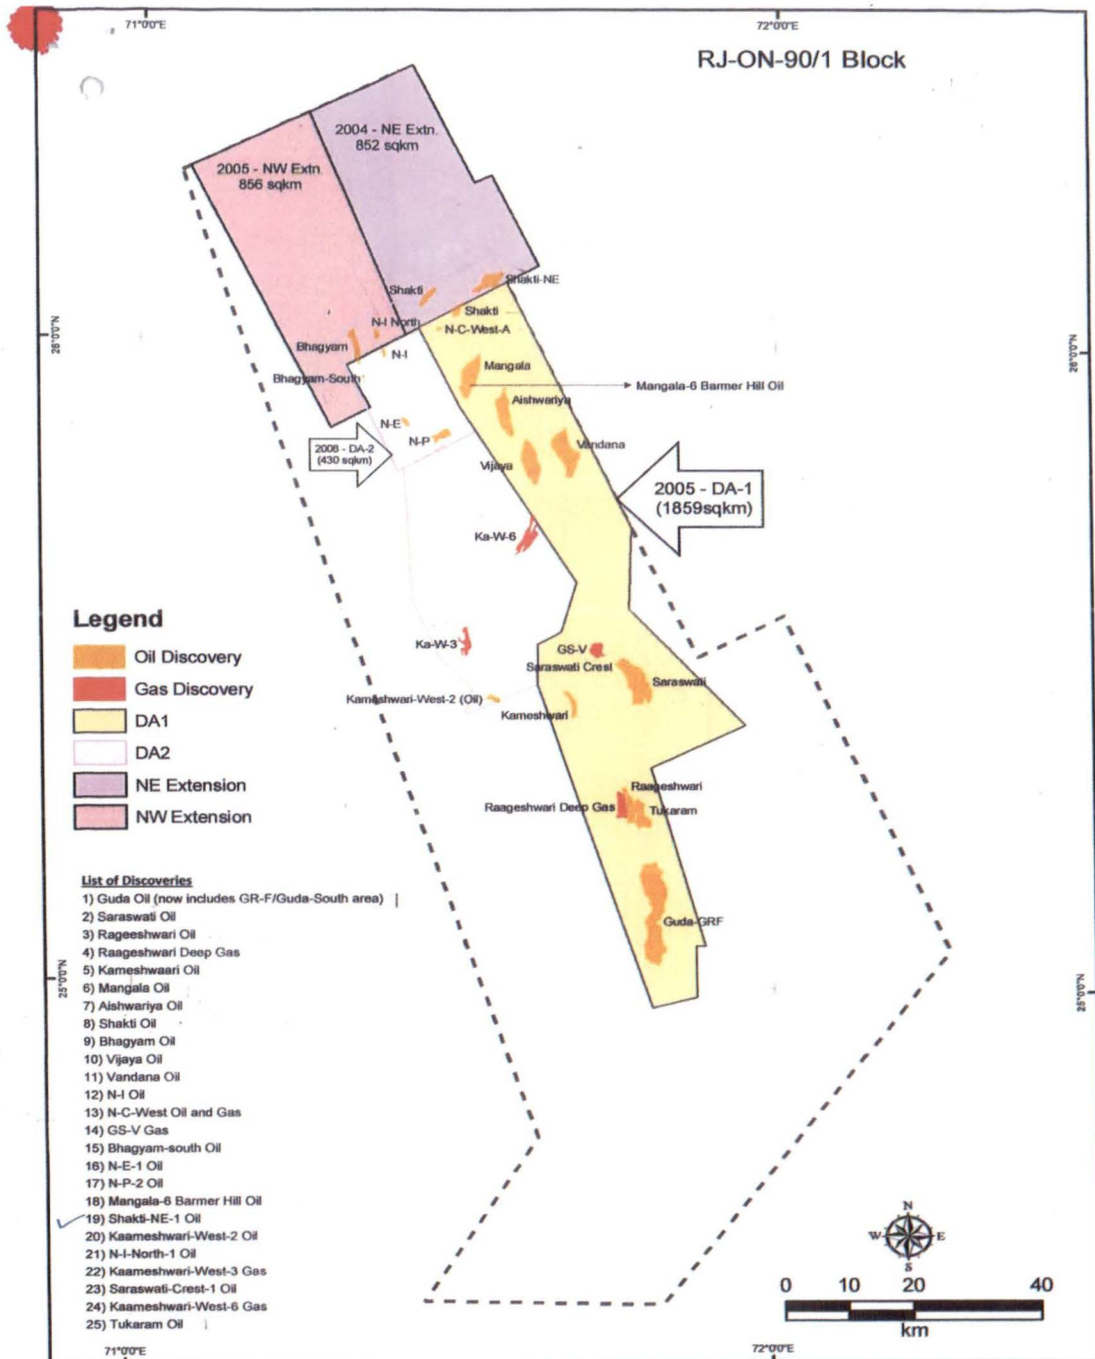 71°0'0"E
72°0'0"E
RJ-ON-90/1 Block
2004 - NE Extn.
852 sqkm
2005 - NW Extn.
856 sqkm
Shakti-NE
Shakti
Shakti
N-I North
N-C-West-A
26°0'0"N
26°0'0"N
Bhagyam
N-I
Mangala
Bhagyam-South
Mangala-6 Barmer Hill Oil
Aishwariya
N-E
N-P
Vandana
2008 - DA-2
(430 sqkm)
Vijaya
2005 - DA-1
(1859sqkm)
Ka-W-6
Legend
Oil Discovery
Gas Discovery
DA1
DA2
NE Extension
NW Extension
Ka-W-3
GS-V
Saraswati Crest
Saraswati
Kameshwari-West-2 (Oil)
Kameshwari
Raageshwari
Raageshwari Deep Gas
Tukaram
Guda-GRF
List of Discoveries
1) Guda Oil (now includes GR-F/Guda-South area)
2) Saraswati Oil
3) Rageeshwari Oil
4) Raageshwari Deep Gas
5) Kameshwaari Oil
6) Mangala Oil
7) Aishwariya Oil
8) Shakti Oil
9) Bhagyam Oil
10) Vijaya Oil
11) Vandana Oil
12) N-I Oil
13) N-C-West Oil and Gas
14) GS-V Gas
15) Bhagyam-south Oil
16) N-E-1 Oil
17) N-P-2 Oil
18) Mangala-6 Barmer Hill Oil
19) Shakti-NE-1 Oil
20) Kaameshwari-West-2 Oil
21) N-I-North-1 Oil
22) Kaameshwari-West-3 Gas
23) Saraswati-Crest-1 Oil
24) Kaameshwari-West-6 Gas
25) Tukaram Oil
25°0'0"N
25°0'0"N
N
W E
S
0 10 20 40
km
71°0'0"E
72°0'0"E